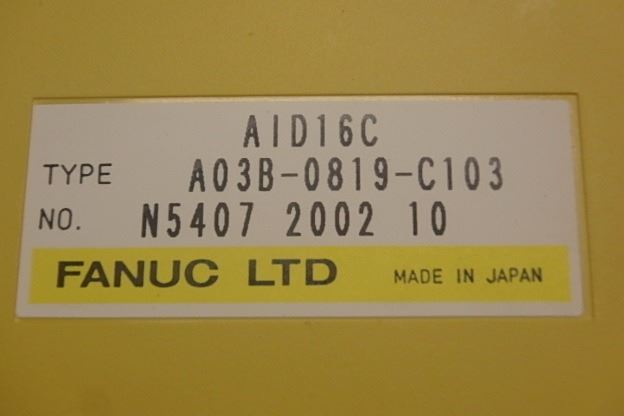 AID16C
TYPE A03B-0819-C103
NO. N5407 2002 10
FANUC LTD MADE IN JAPAN